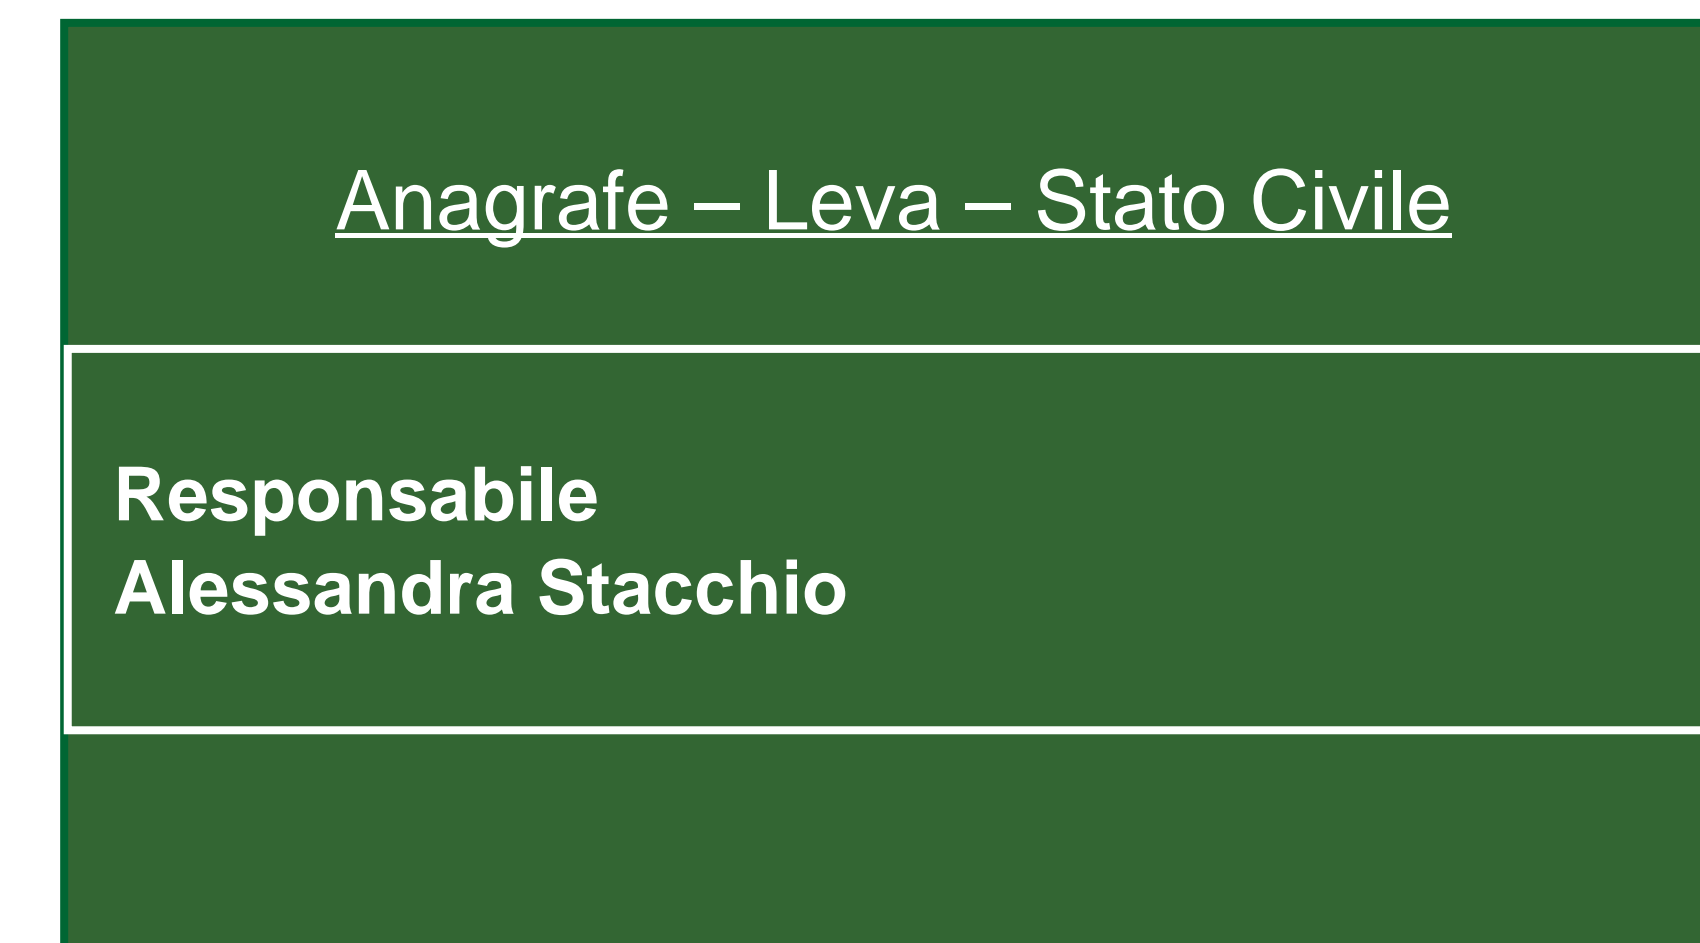 Anagrafe – Leva – Stato Civile
Responsabile
Alessandra Stacchio